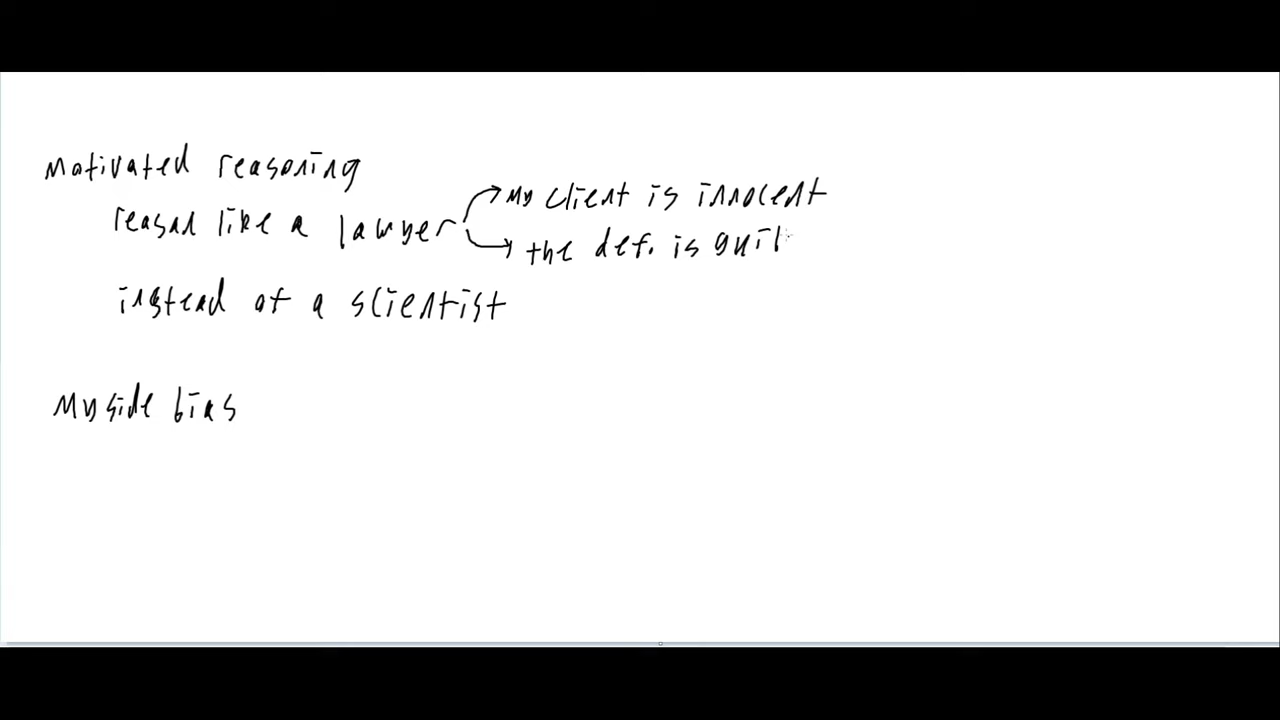 Motivated reasoning
reason like a lawyer
My client is innocent
the def. is guil
instead of a scientist
Myside bias